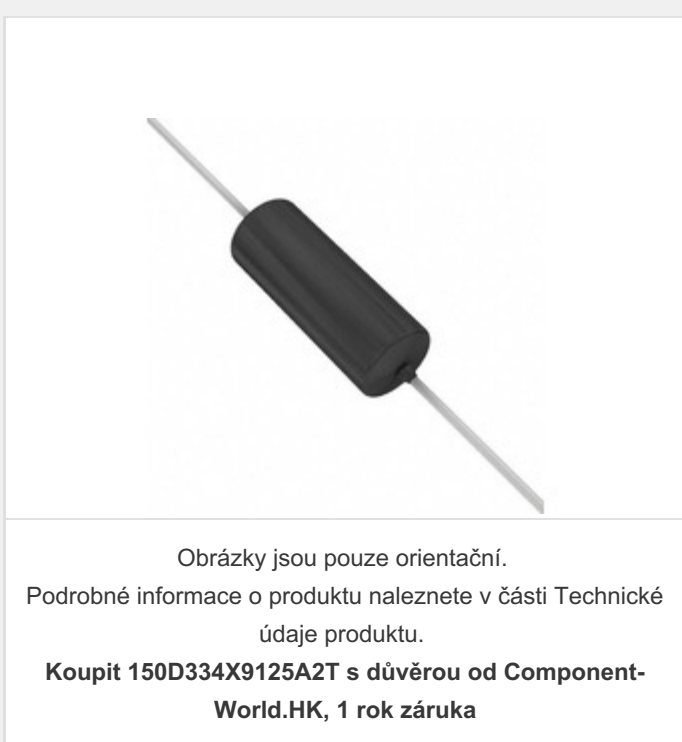 Obrázky jsou pouze orientační.
Podrobné informace o produktu naleznete v části Technické
údaje produktu.
Koupit 150D334X9125A2T s důvěrou od Component-
World.HK, 1 rok záruka